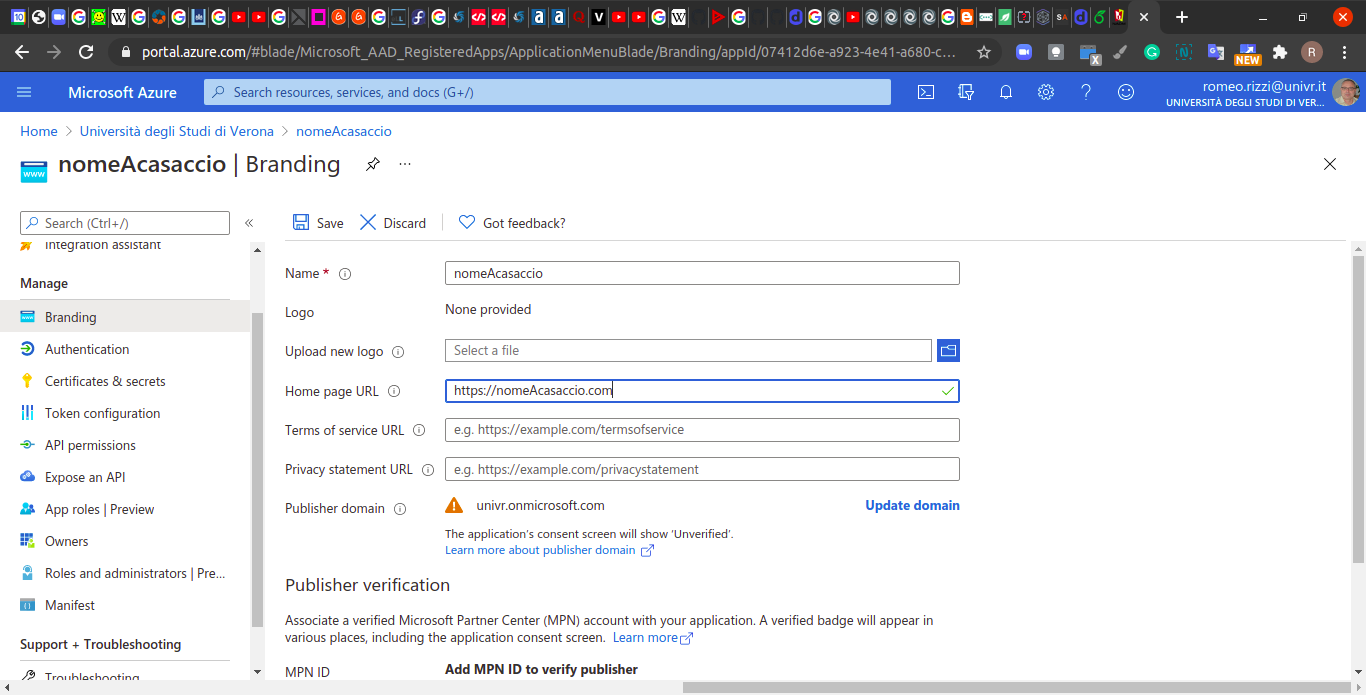 portal.azure.com/#blade/Microsoft_AAD_RegisteredApps/ApplicationMenuBlade/Branding/appId/07412d6e-a923-4e41-a680-c...
NEW
R
Microsoft Azure
Search resources, services, and docs (G+/)
romeo.rizzi@univr.it
UNIVERSITÀ DEGLI STUDI DI VER...
Home > Università degli Studi di Verona > nomeAcasaccio
nomeAcasaccio | Branding
Search (Ctrl+/)
Save
Discard
Got feedback?
Integration assistant
Manage
Branding
Authentication
Certificates & secrets
Token configuration
API permissions
Expose an API
App roles | Preview
Owners
Roles and administrators | Pre...
Manifest
Support + Troubleshooting
Troubleshooting
Name *
nomeAcasaccio
Logo
None provided
Upload new logo
Select a file
Home page URL
https://nomeAcasaccio.com
Terms of service URL
e.g. https://example.com/termsofservice
Privacy statement URL
e.g. https://example.com/privacystatement
Publisher domain
univr.onmicrosoft.com
Update domain
The application's consent screen will show 'Unverified'.
Learn more about publisher domain
Publisher verification
Associate a verified Microsoft Partner Center (MPN) account with your application. A verified badge will appear in
various places, including the application consent screen. Learn more
MPN ID
Add MPN ID to verify publisher